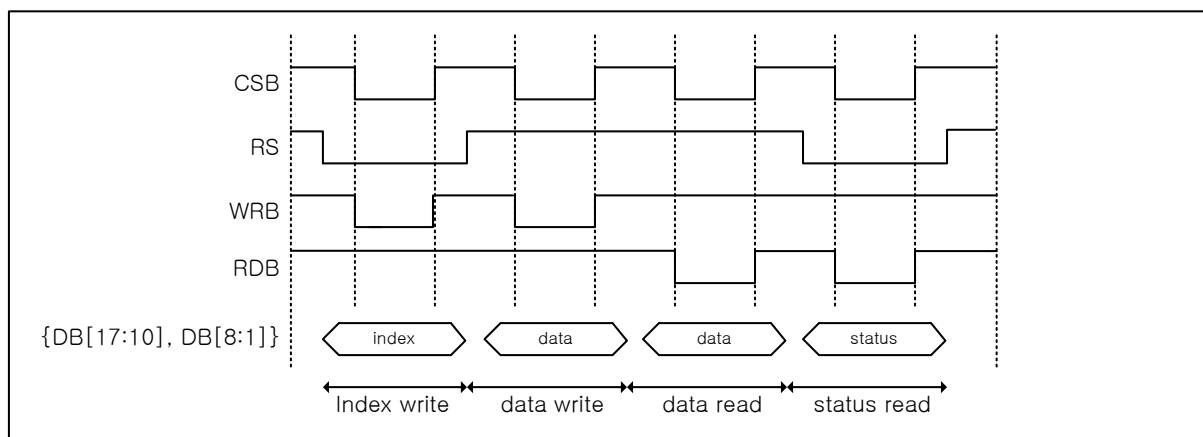 CSB
RS
WRB
RDB
{DB[17:10], DB[8:1]}
index
data
data
status
Index write
data write
data read
status read